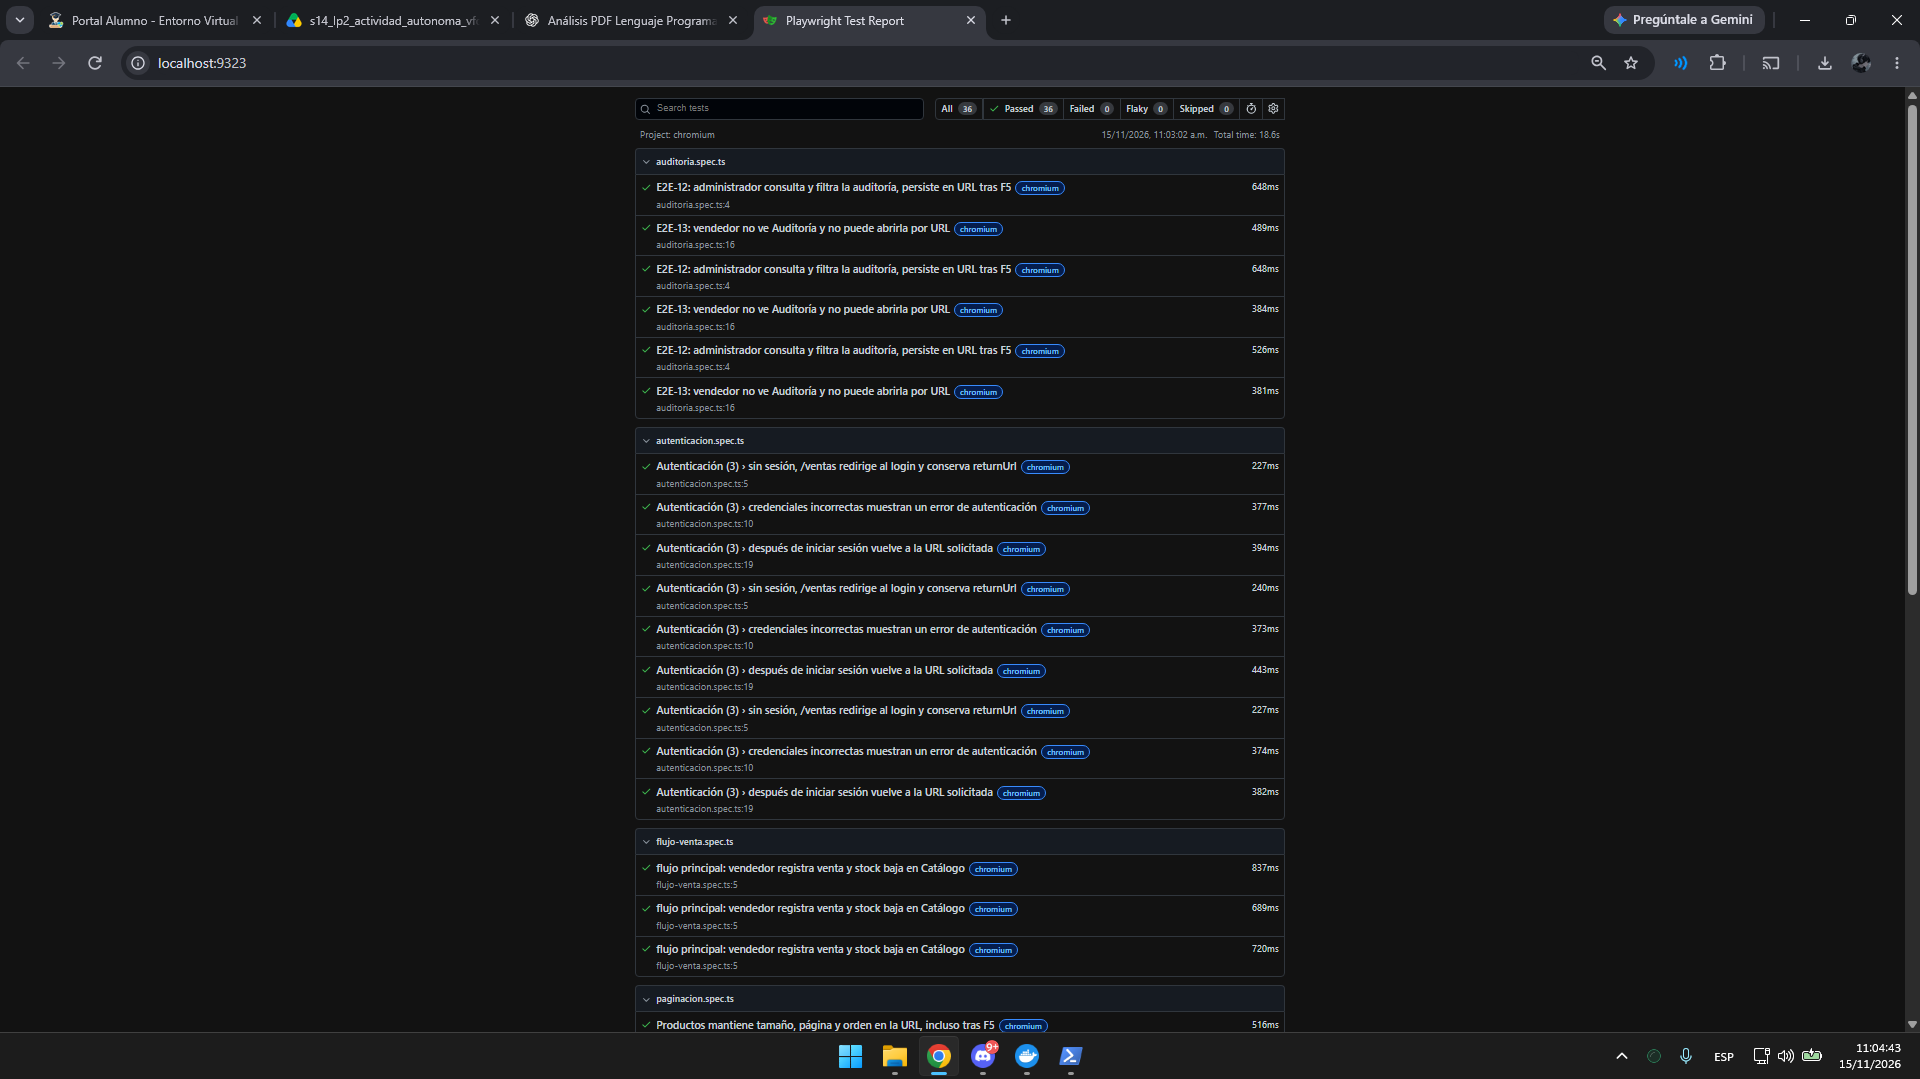 Portal Alumno - Entorno Virtual
s14_lp2_actividad_autonoma_vf
Análisis PDF Lenguaje Programa
Playwright Test Report
Pregúntale a Gemini
localhost:9323
Search tests
All 36
Passed 36
Failed 0
Flaky 0
Skipped 0
Project: chromium
15/11/2026, 11:03:02 a.m. Total time: 18.6s
auditoria.spec.ts
E2E-12: administrador consulta y filtra la auditoría, persiste en URL tras F5 chromium 648ms
auditoria.spec.ts:4
E2E-13: vendedor no ve Auditoría y no puede abrirla por URL chromium 489ms
auditoria.spec.ts:16
E2E-12: administrador consulta y filtra la auditoría, persiste en URL tras F5 chromium 648ms
auditoria.spec.ts:4
E2E-13: vendedor no ve Auditoría y no puede abrirla por URL chromium 384ms
auditoria.spec.ts:16
E2E-12: administrador consulta y filtra la auditoría, persiste en URL tras F5 chromium 526ms
auditoria.spec.ts:4
E2E-13: vendedor no ve Auditoría y no puede abrirla por URL chromium 381ms
auditoria.spec.ts:16
autenticacion.spec.ts
Autenticación (3) › sin sesión, /ventas redirige al login y conserva returnUrl chromium 227ms
autenticacion.spec.ts:5
Autenticación (3) › credenciales incorrectas muestran un error de autenticación chromium 377ms
autenticacion.spec.ts:10
Autenticación (3) › después de iniciar sesión vuelve a la URL solicitada chromium 394ms
autenticacion.spec.ts:19
Autenticación (3) › sin sesión, /ventas redirige al login y conserva returnUrl chromium 240ms
autenticacion.spec.ts:5
Autenticación (3) › credenciales incorrectas muestran un error de autenticación chromium 373ms
autenticacion.spec.ts:10
Autenticación (3) › después de iniciar sesión vuelve a la URL solicitada chromium 443ms
autenticacion.spec.ts:19
Autenticación (3) › sin sesión, /ventas redirige al login y conserva returnUrl chromium 227ms
autenticacion.spec.ts:5
Autenticación (3) › credenciales incorrectas muestran un error de autenticación chromium 374ms
autenticacion.spec.ts:10
Autenticación (3) › después de iniciar sesión vuelve a la URL solicitada chromium 382ms
autenticacion.spec.ts:19
flujo-venta.spec.ts
flujo principal: vendedor registra venta y stock baja en Catálogo chromium 837ms
flujo-venta.spec.ts:5
flujo principal: vendedor registra venta y stock baja en Catálogo chromium 689ms
flujo-venta.spec.ts:5
flujo principal: vendedor registra venta y stock baja en Catálogo chromium 720ms
flujo-venta.spec.ts:5
paginacion.spec.ts
Productos mantiene tamaño, página y orden en la URL, incluso tras F5 chromium 516ms
9+
ESP
11:04:43
15/11/2026